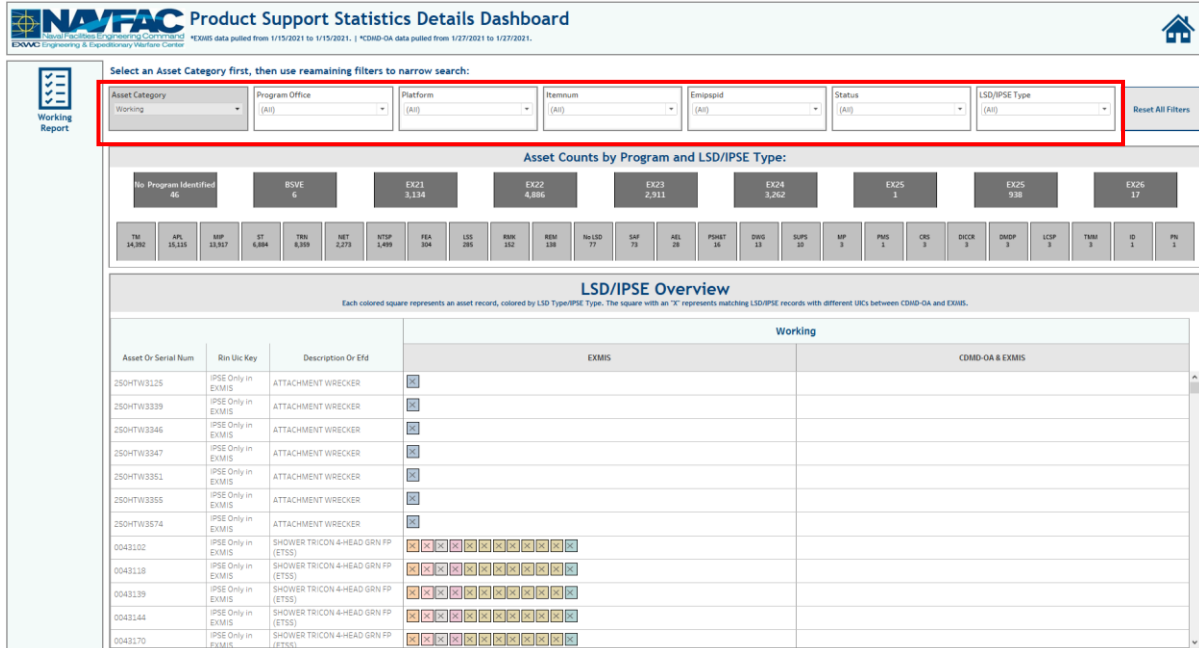 NAVFAC
Naval Facilities Engineering Command
EXWC Engineering & Expeditionary Warfare Center
Product Support Statistics Details Dashboard
*EXMIS data pulled from 1/15/2021 to 1/15/2021. | *CDMD-OA data pulled from 1/27/2021 to 1/27/2021.
Working
Report
Select an Asset Category first, then use reamaining filters to narrow search:
Asset Category Program Office Platform Itemnum Emipspid Status LSD/IPSE Type
Working (All) (All) (All) (All) (All) (All)
Reset All Filters
Asset Counts by Program and LSD/IPSE Type:
No Program Identified BSVE EX21 EX22 EX23 EX24 EX25 EX25 EX26
46 6 3,134 4,886 2,911 3,262 1 938 17
TM APL MIP ST TRN NET NTSP FEA LSS RMK REM No LSD SAF AEL PSH&T DWG SUPS MP PMS CRS DICCR DMDP LCSP TMM ID PN
14,392 15,115 13,917 6,884 8,359 2,273 1,499 304 285 152 138 77 73 28 16 13 10 3 1 3 3 3 3 3 1 1
LSD/IPSE Overview
Each colored square represents an asset record, colored by LSD Type/IPSE Type. The square with an "X" represents matching LSD/IPSE records with different UICs between CDMD-OA and EXMIS.
Working
Asset Or Serial Num Rin Uic Key Description Or Efd EXMIS CDMD-OA & EXMIS
250HTW3125 IPSE Only in EXMIS ATTACHMENT WRECKER
250HTW3339 IPSE Only in EXMIS ATTACHMENT WRECKER
250HTW3346 IPSE Only in EXMIS ATTACHMENT WRECKER
250HTW3347 IPSE Only in EXMIS ATTACHMENT WRECKER
250HTW3351 IPSE Only in EXMIS ATTACHMENT WRECKER
250HTW3355 IPSE Only in EXMIS ATTACHMENT WRECKER
250HTW3574 IPSE Only in EXMIS ATTACHMENT WRECKER
0043102 IPSE Only in EXMIS SHOWER TRICON 4-HEAD GRN FP (ETSS)
0043118 IPSE Only in EXMIS SHOWER TRICON 4-HEAD GRN FP (ETSS)
0043139 IPSE Only in EXMIS SHOWER TRICON 4-HEAD GRN FP (ETSS)
0043144 IPSE Only in EXMIS SHOWER TRICON 4-HEAD GRN FP (ETSS)
0043170 IPSE Only in EXMIS SHOWER TRICON 4-HEAD GRN FP (ETSS)